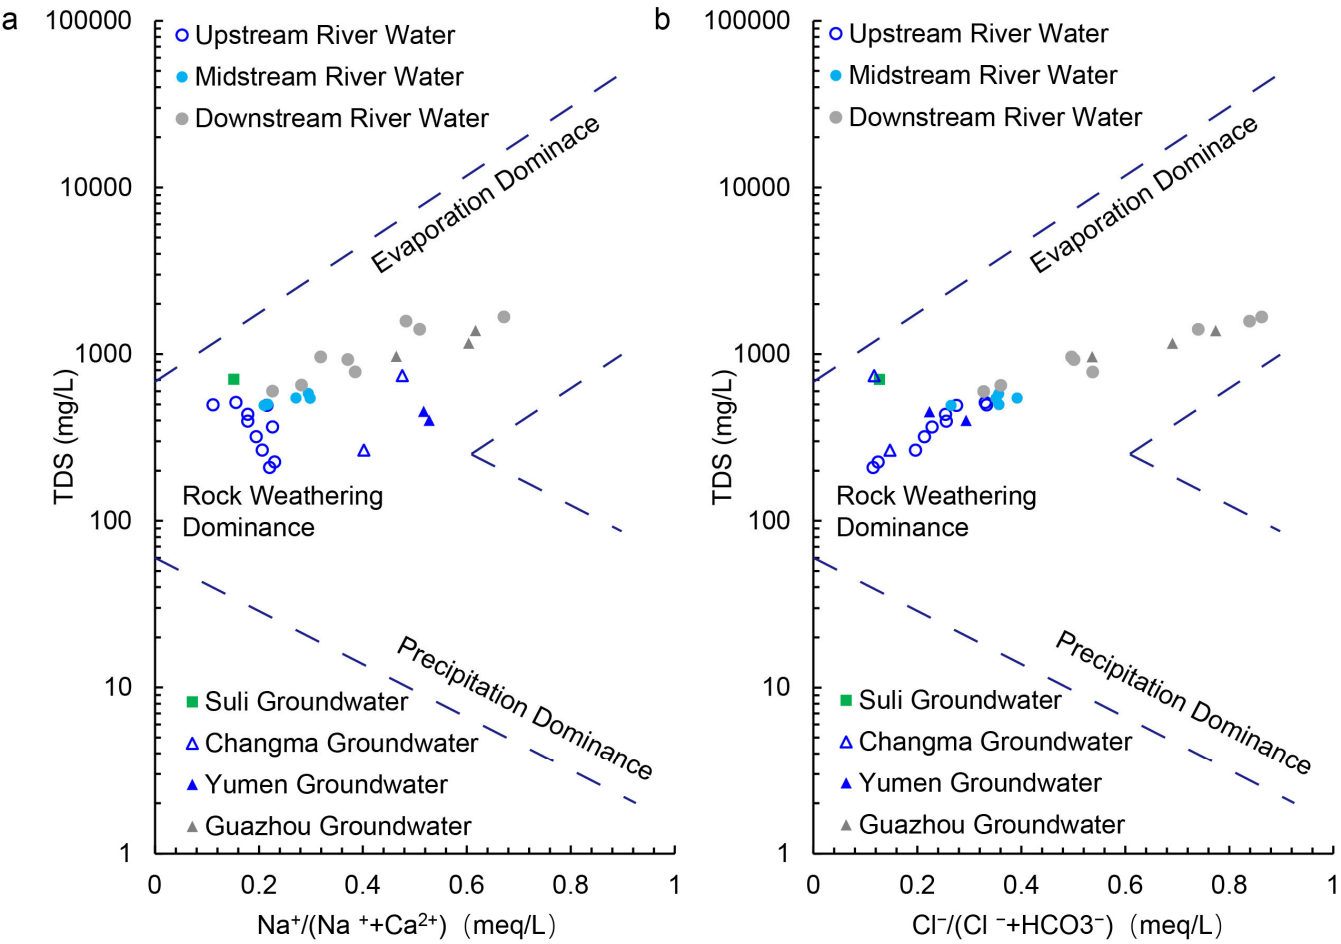 a
100000
10000
1000
100
10
1
TDS (mg/L)
Upstream River Water
Midstream River Water
Downstream River Water
Evaporation Dominace
Rock Weathering
Dominance
Precipitation Dominance
Suli Groundwater
Changma Groundwater
Yumen Groundwater
Guazhou Groundwater
0 0.2 0.4 0.6 0.8 1
Na⁺/(Na ⁺+Ca²⁺)（meq/L）
b
100000
10000
1000
100
10
1
TDS (mg/L)
Upstream River Water
Midstream River Water
Downstream River Water
Evaporation Dominace
Rock Weathering
Dominance
Precipitation Dominance
Suli Groundwater
Changma Groundwater
Yumen Groundwater
Guazhou Groundwater
0 0.2 0.4 0.6 0.8 1
Cl⁻/(Cl ⁻+HCO3⁻)（meq/L）